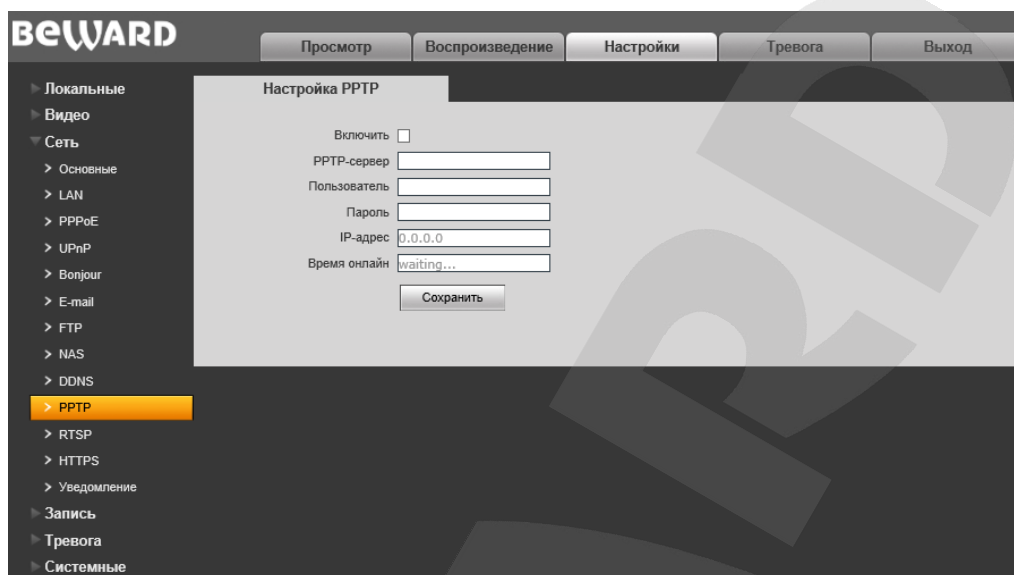 BEWARD
Просмотр
Воспроизведение
Настройки
Тревога
Выход
Локальные
Видео
Сеть
Основные
LAN
PPPoE
UPnP
Bonjour
E-mail
FTP
NAS
DDNS
PPTP
RTSP
HTTPS
Уведомление
Запись
Тревога
Системные
Настройка PPTP
Включить
PPTP-сервер
Пользователь
Пароль
IP-адрес 0.0.0.0
Время онлайн waiting...
Сохранить